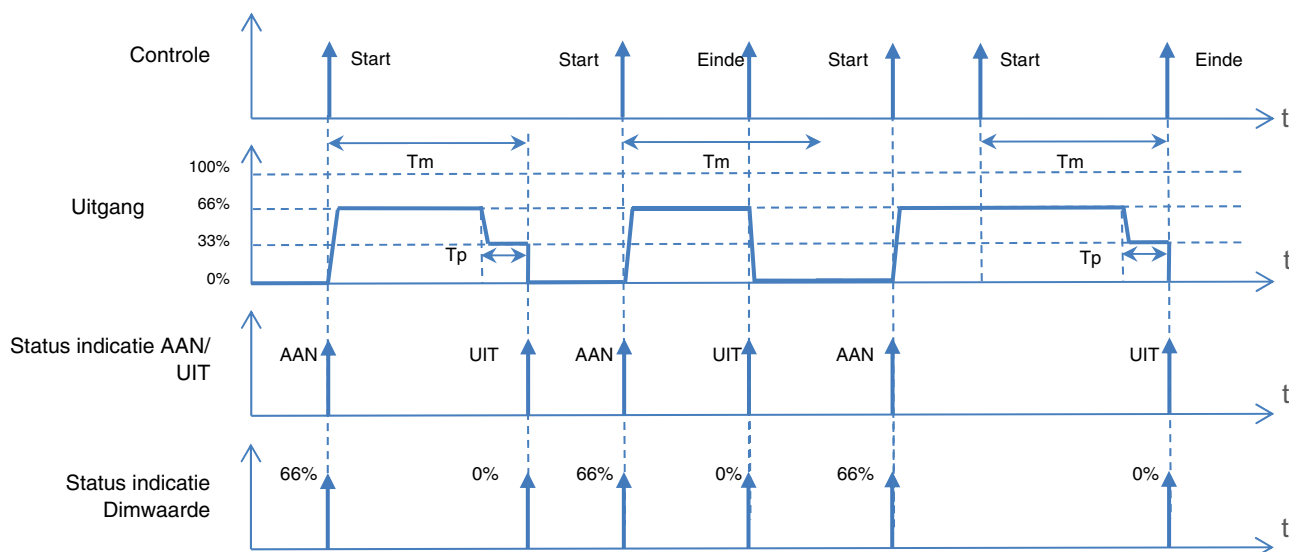 Controle
Start
Start
Einde
Start
Start
Einde
t
Tm
Tm
Tm
100%
Uitgang
66%
33%
Tp
Tp
0%
t
Status indicatie AAN/
UIT
AAN
UIT
AAN
UIT
AAN
UIT
t
Status indicatie
Dimwaarde
66%
0%
66%
0%
66%
0%
t